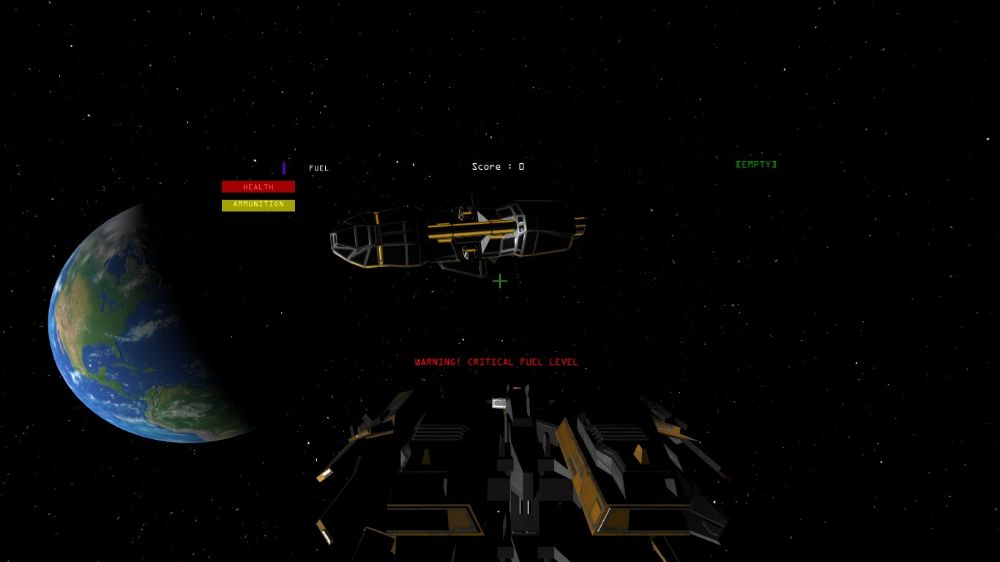 FUEL
Score : 0
[EMPTY]
HEALTH
AMMUNITION
WARNING! CRITICAL FUEL LEVEL